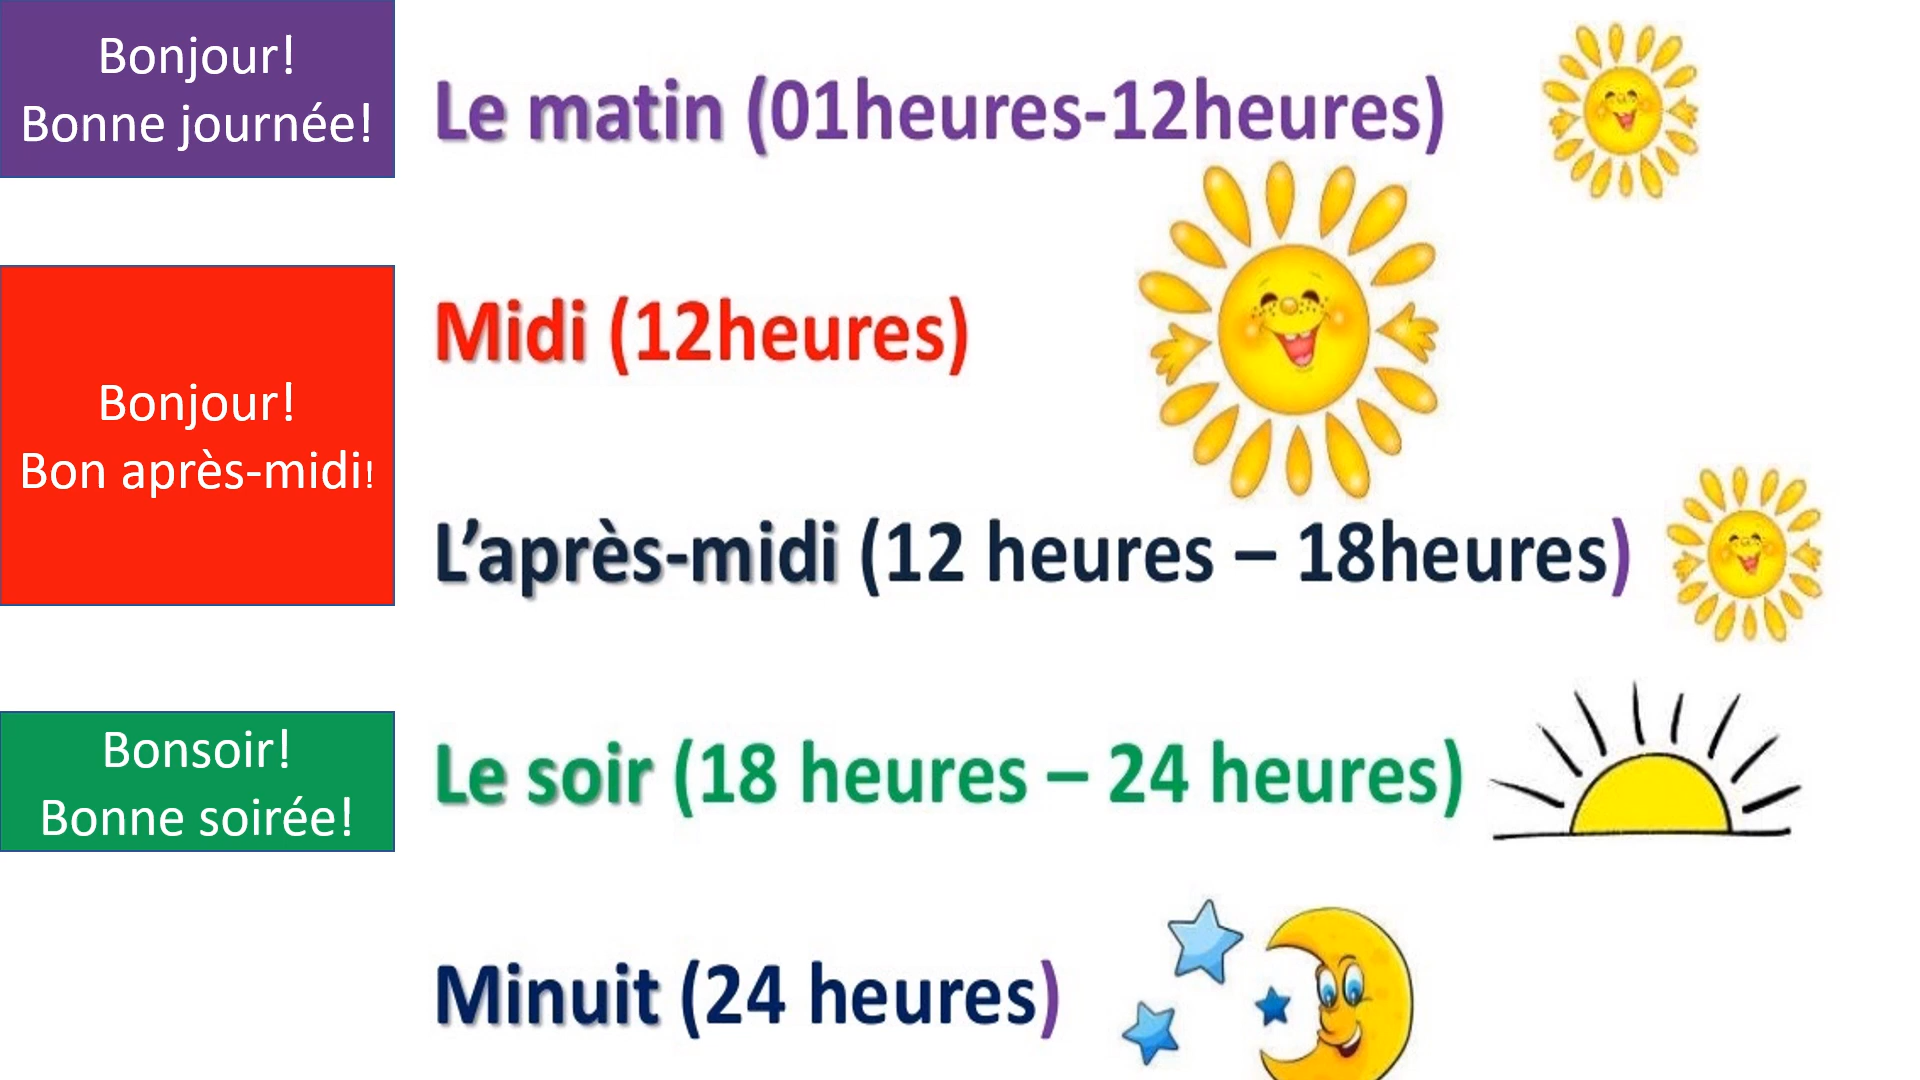 Bonjour!
Bonne journée!
Le matin (01heures-12heures)
Midi (12heures)
Bonjour!
Bon après-midi!
L’après-midi (12 heures – 18heures)
Bonsoir!
Bonne soirée!
Le soir (18 heures – 24 heures)
Minuit (24 heures)